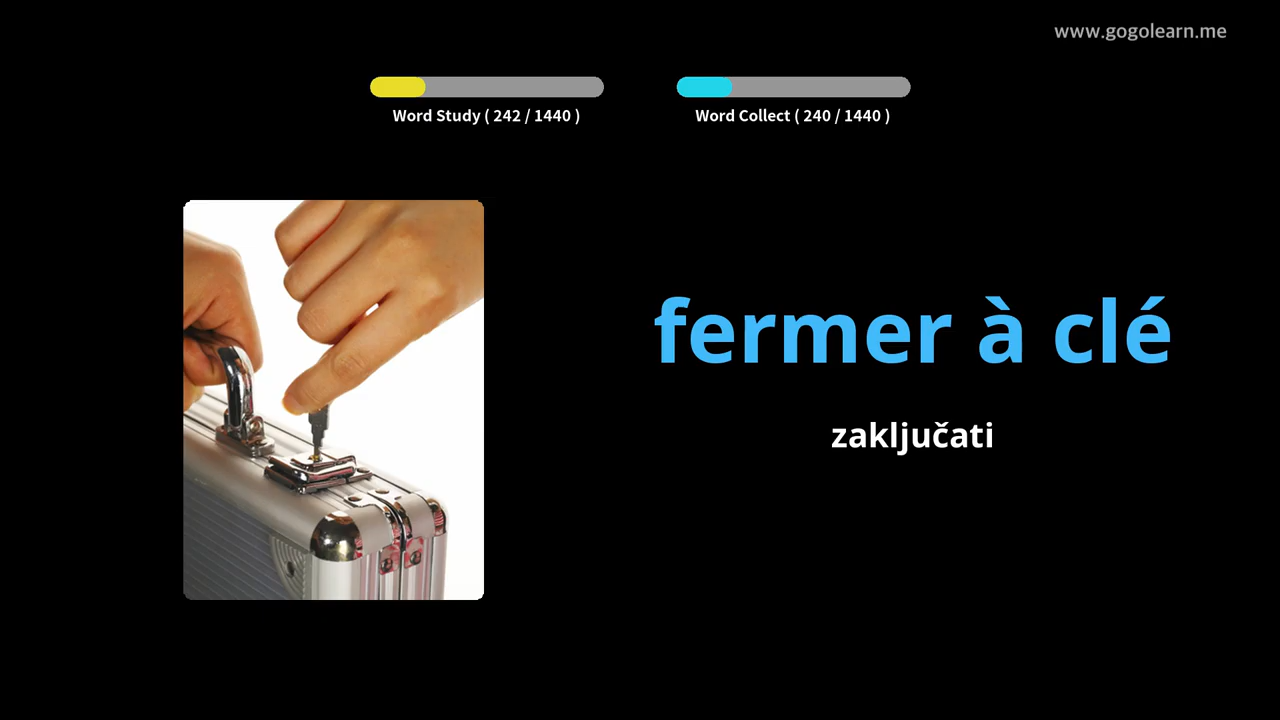 www.gogolearn.me
Word Study ( 242 / 1440 )
Word Collect ( 240 / 1440 )
fermer à clé
zaključati